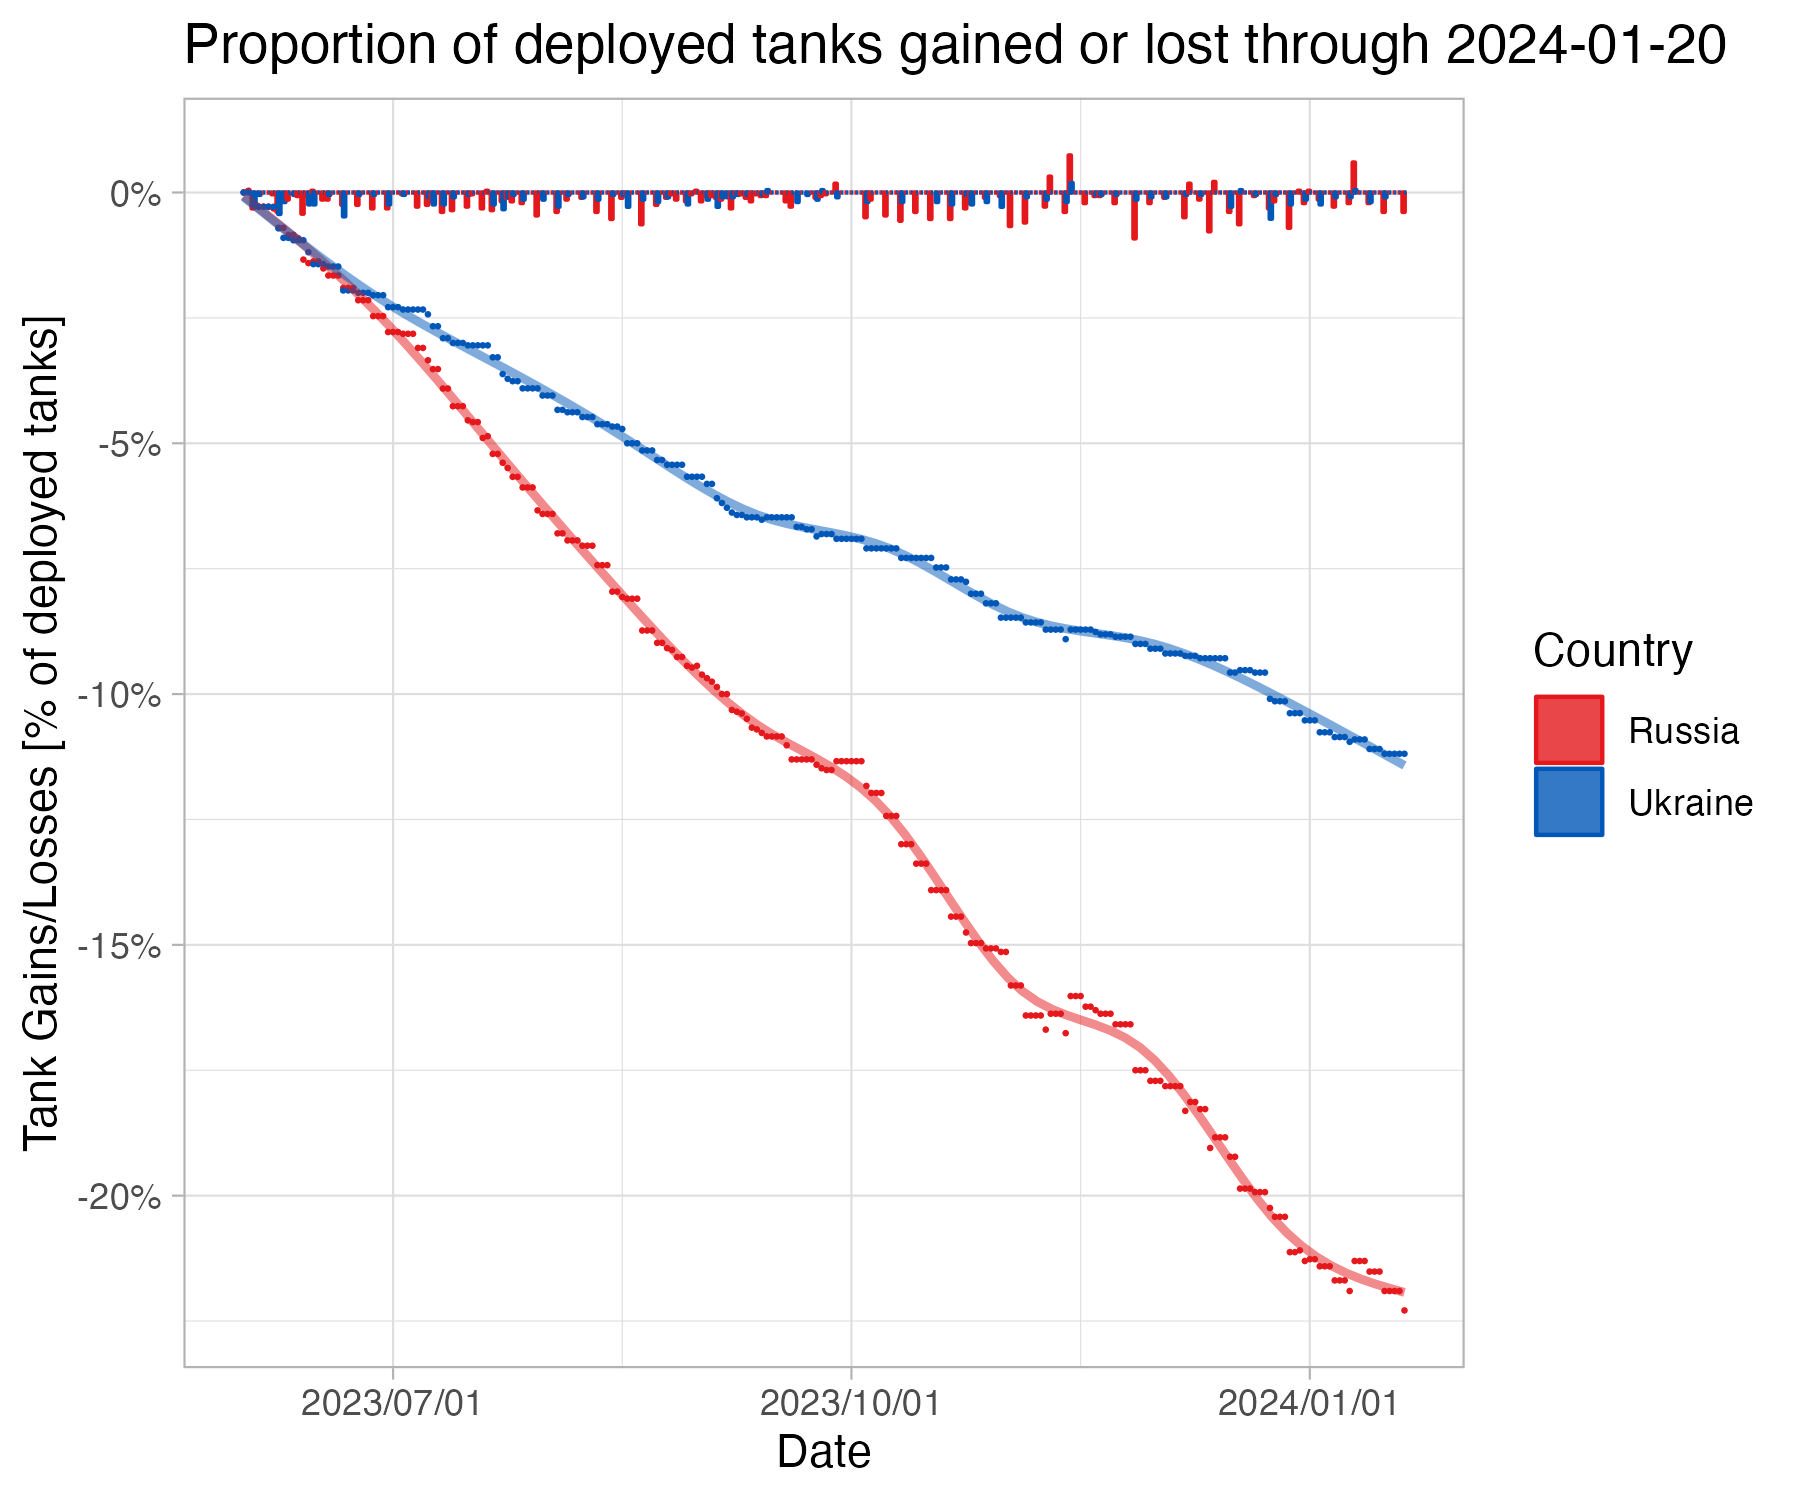 Proportion of deployed tanks gained or lost through 2024-01-20
Tank Gains/Losses [% of deployed tanks]
0%
-5%
-10%
-15%
-20%
2023/07/01
2023/10/01
2024/01/01
Date
Country
Russia
Ukraine